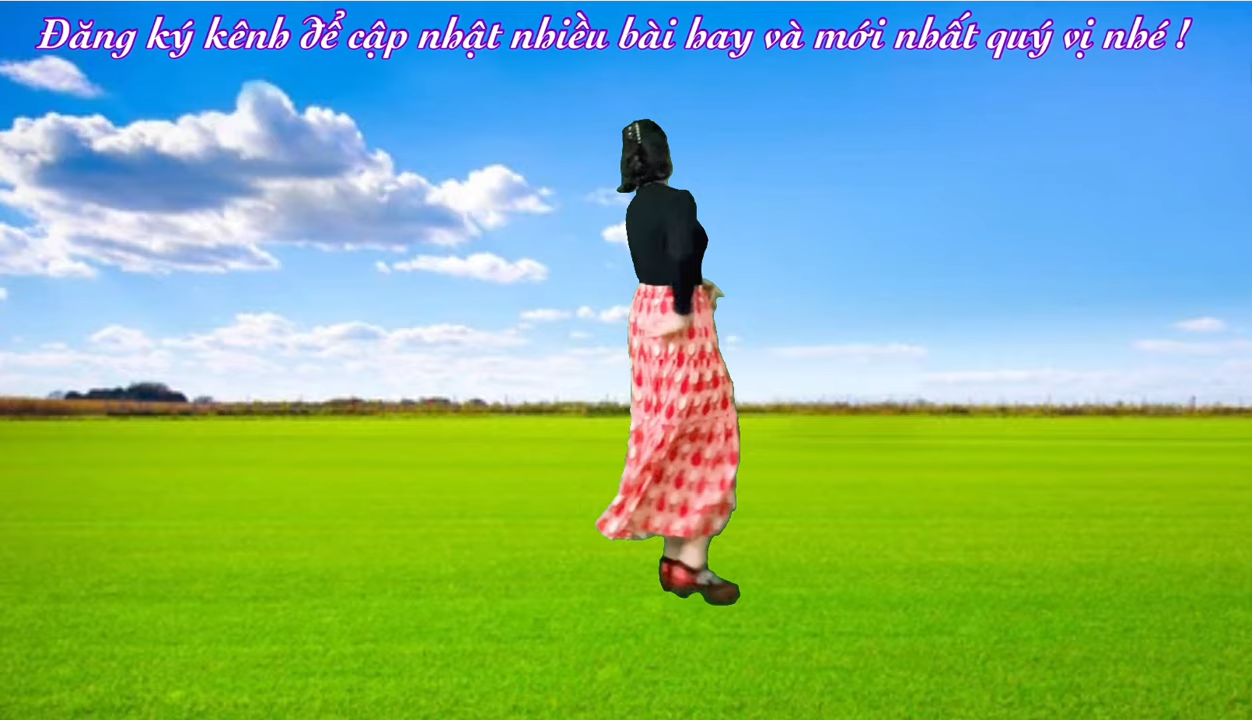 Đăng ký kênh để cập nhật nhiều bài hay và mới nhất quý vị nhé !